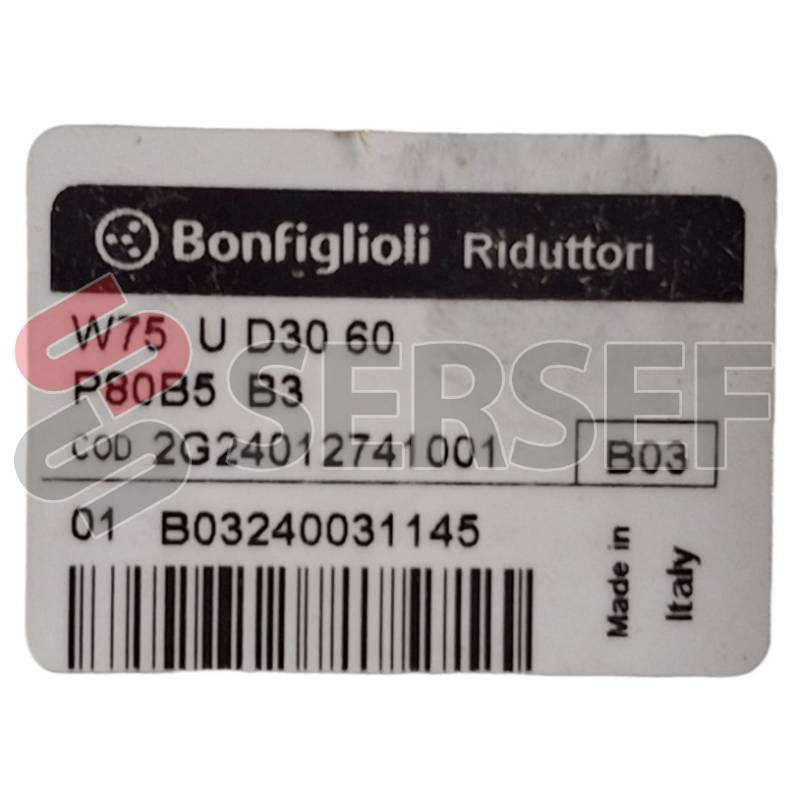 Bonfiglioli Riduttori
W75 U D30 60
P80B5 B3
COD 2G24012741001 B03
01 B03240031145
Made in
Italy
SERSEF